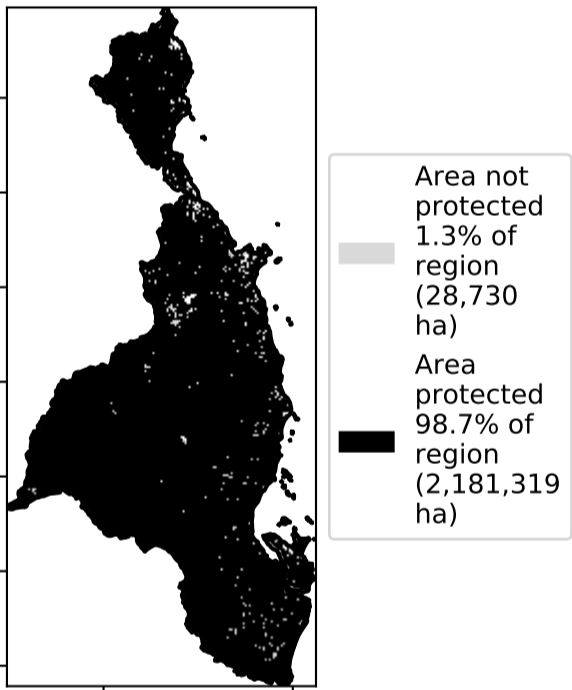 Area not
protected
1.3% of
region
(28,730
ha)
Area
protected
98.7% of
region
(2,181,319
ha)